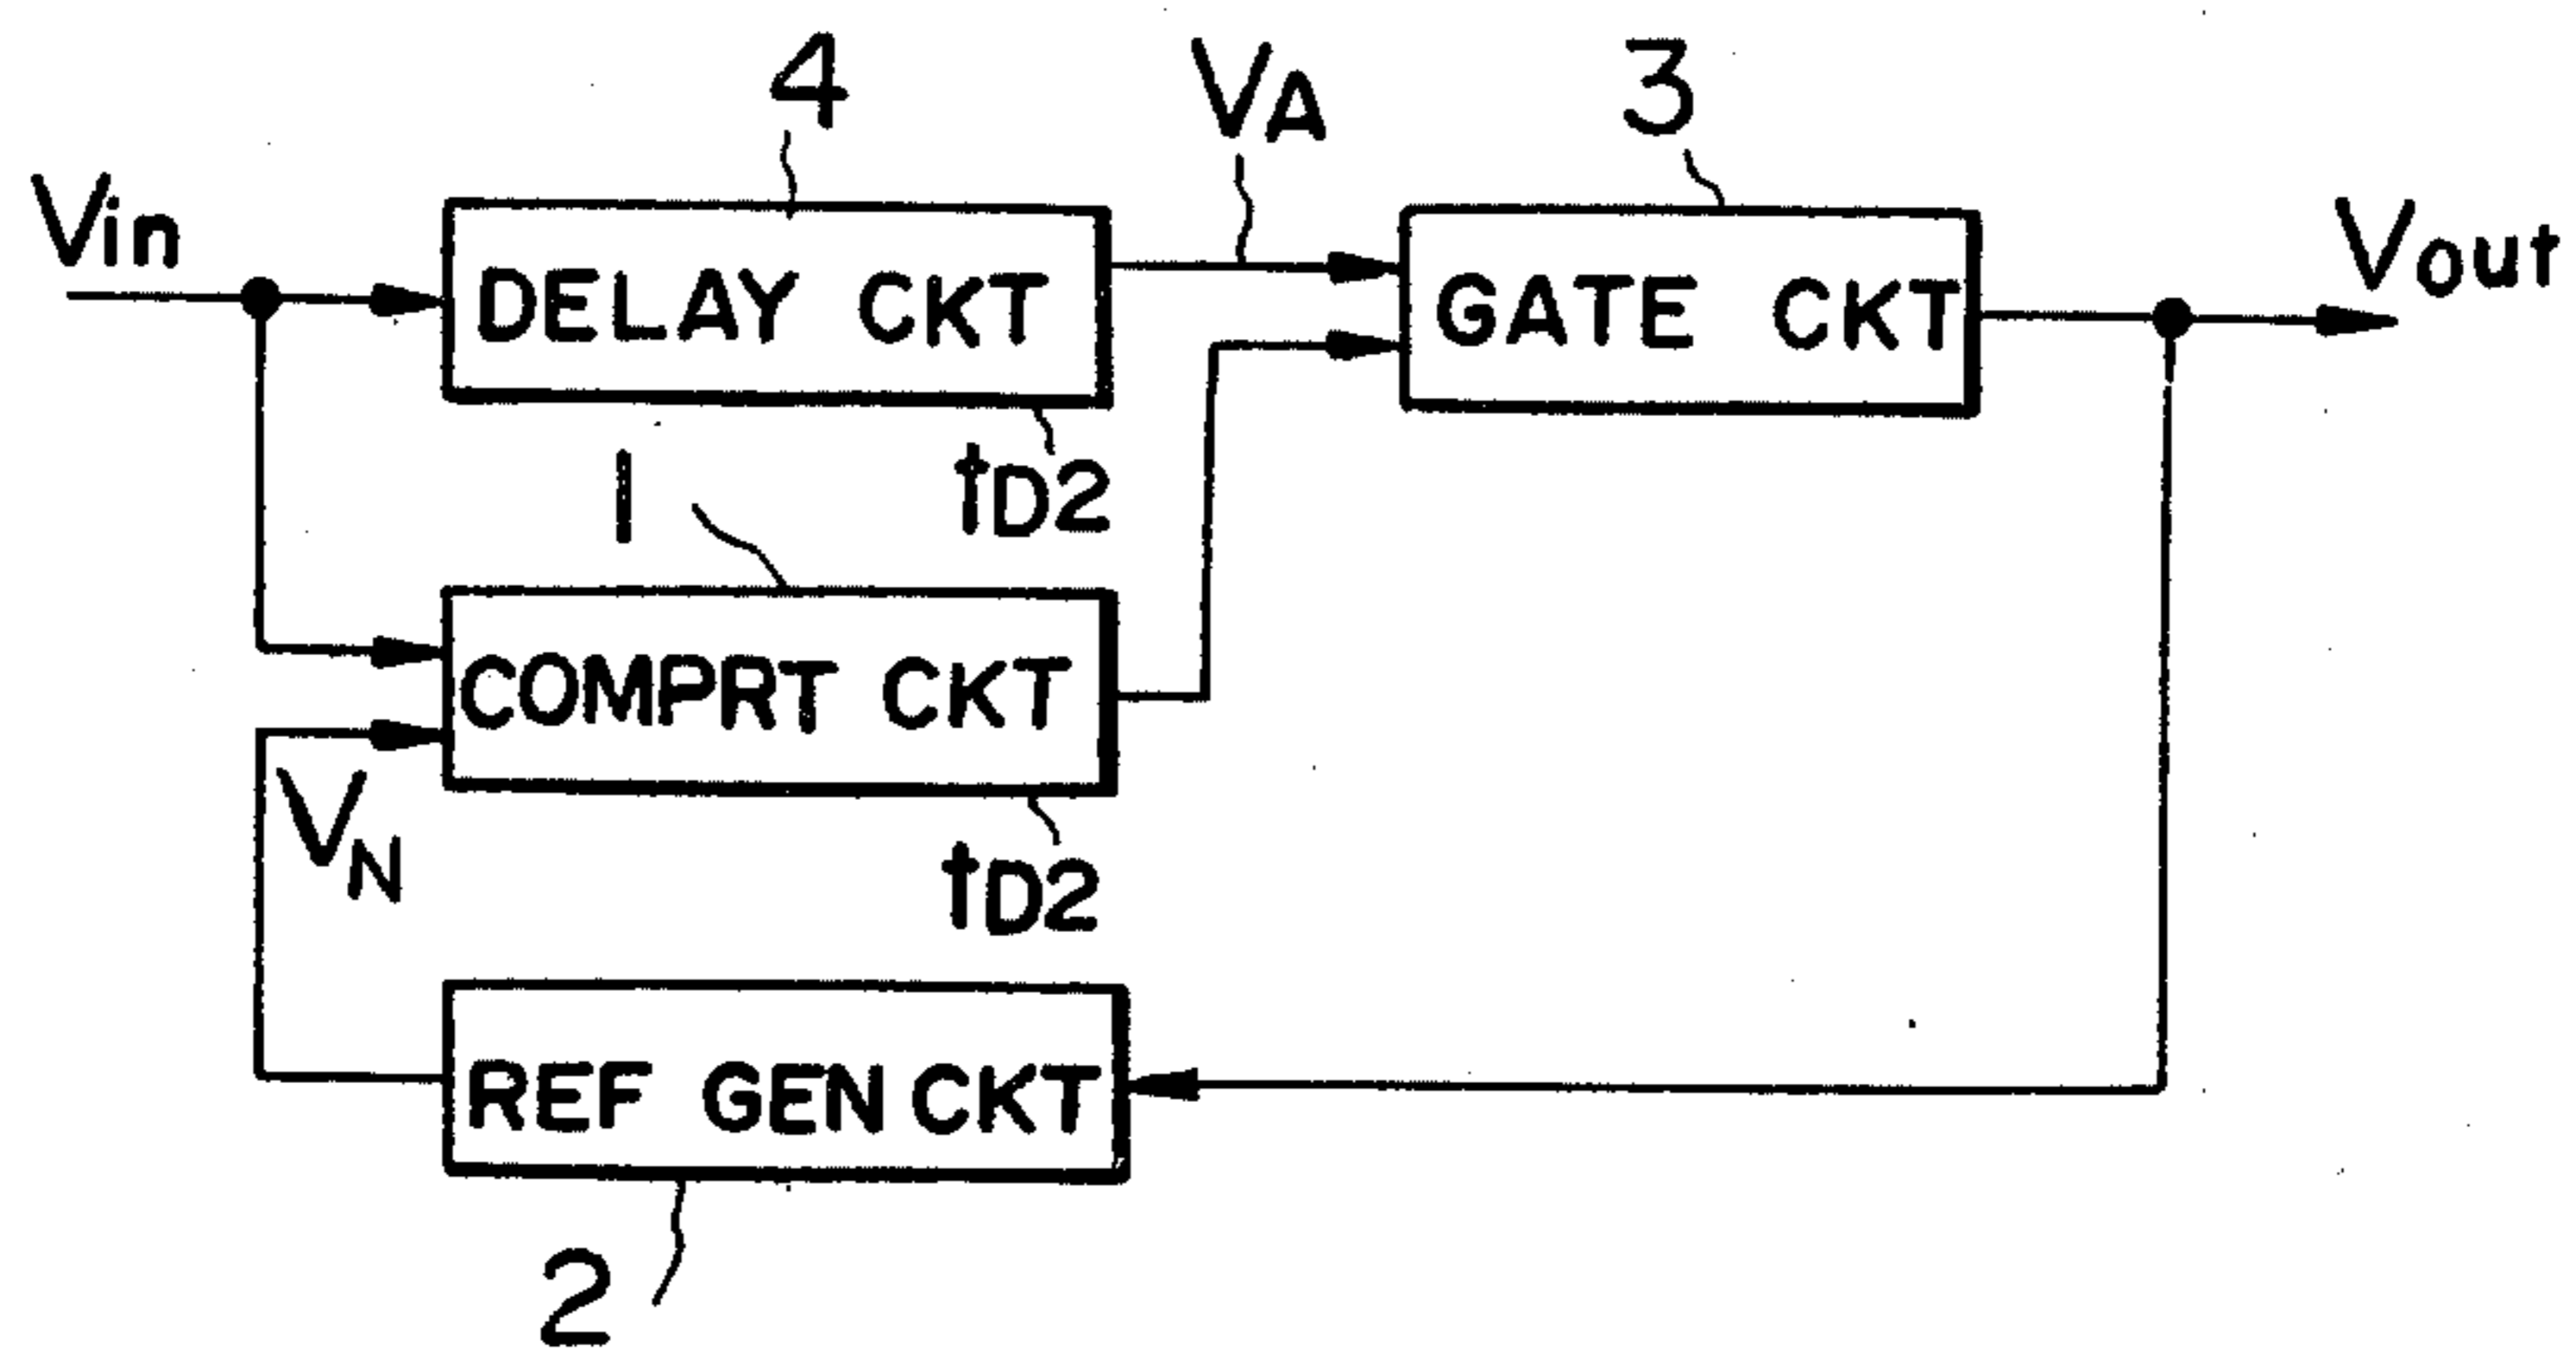 4
VA
3
Vin
Vout
DELAY CKT
GATE CKT
tD2
1
COMPRT CKT
VN
tD2
REF GEN CKT
2